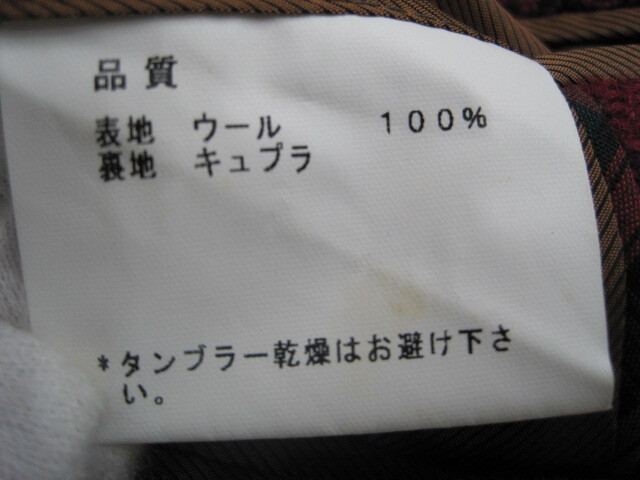 品質
表地 ウール 100%
裏地 キュプラ
*タンブラー乾燥はお避け下さ
い。